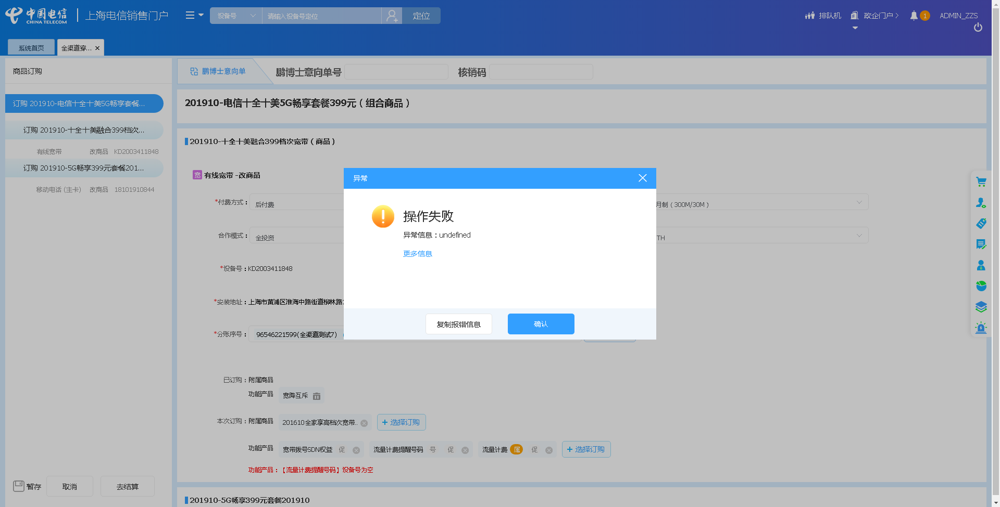 中国电信
CHINA TELECOM
上海电信销售门户
设备号
请输入设备号定位
定位
排队机
政企门户
1
ADMIN_ZZS
系统首页
全渠道穿...
商品订购
鹏博士意向单
鹏博士意向单号
核销码
订购 201910-电信十全十美5G畅享套餐...
订购 201910-十全十美融合399档次...
有线宽带 改商品 KD2003411848
订购 201910-5G畅享399元套餐201...
移动电话 (主卡) 改商品 18101910844
201910-电信十全十美5G畅享套餐399元（组合商品）
201910-十全十美融合399档次宽带（商品）
宽 有线宽带 -改商品
*付费方式：后付费
月制（300M/30M）
合作模式：全投资
TH
*设备号：KD2003411848
*安装地址：上海市黄浦区淮海中路街道柳林路
*分账序号：96546221599(全渠道测试7)
异常
操作失败
异常信息：undefined
更多信息
复制报错信息
确认
已订购：附属商品
功能产品 宽降互斥
本次订购：附属商品 201610全家享高档次宽带.. + 选择订购
功能产品 宽带拨号SDN权益 促 流量计费提醒号码 号 促 流量计费 属 促 + 选择订购
功能产品：【流量计费提醒号码】设备号为空
暂存
取消
去结算
201910-5G畅享399元套餐201910